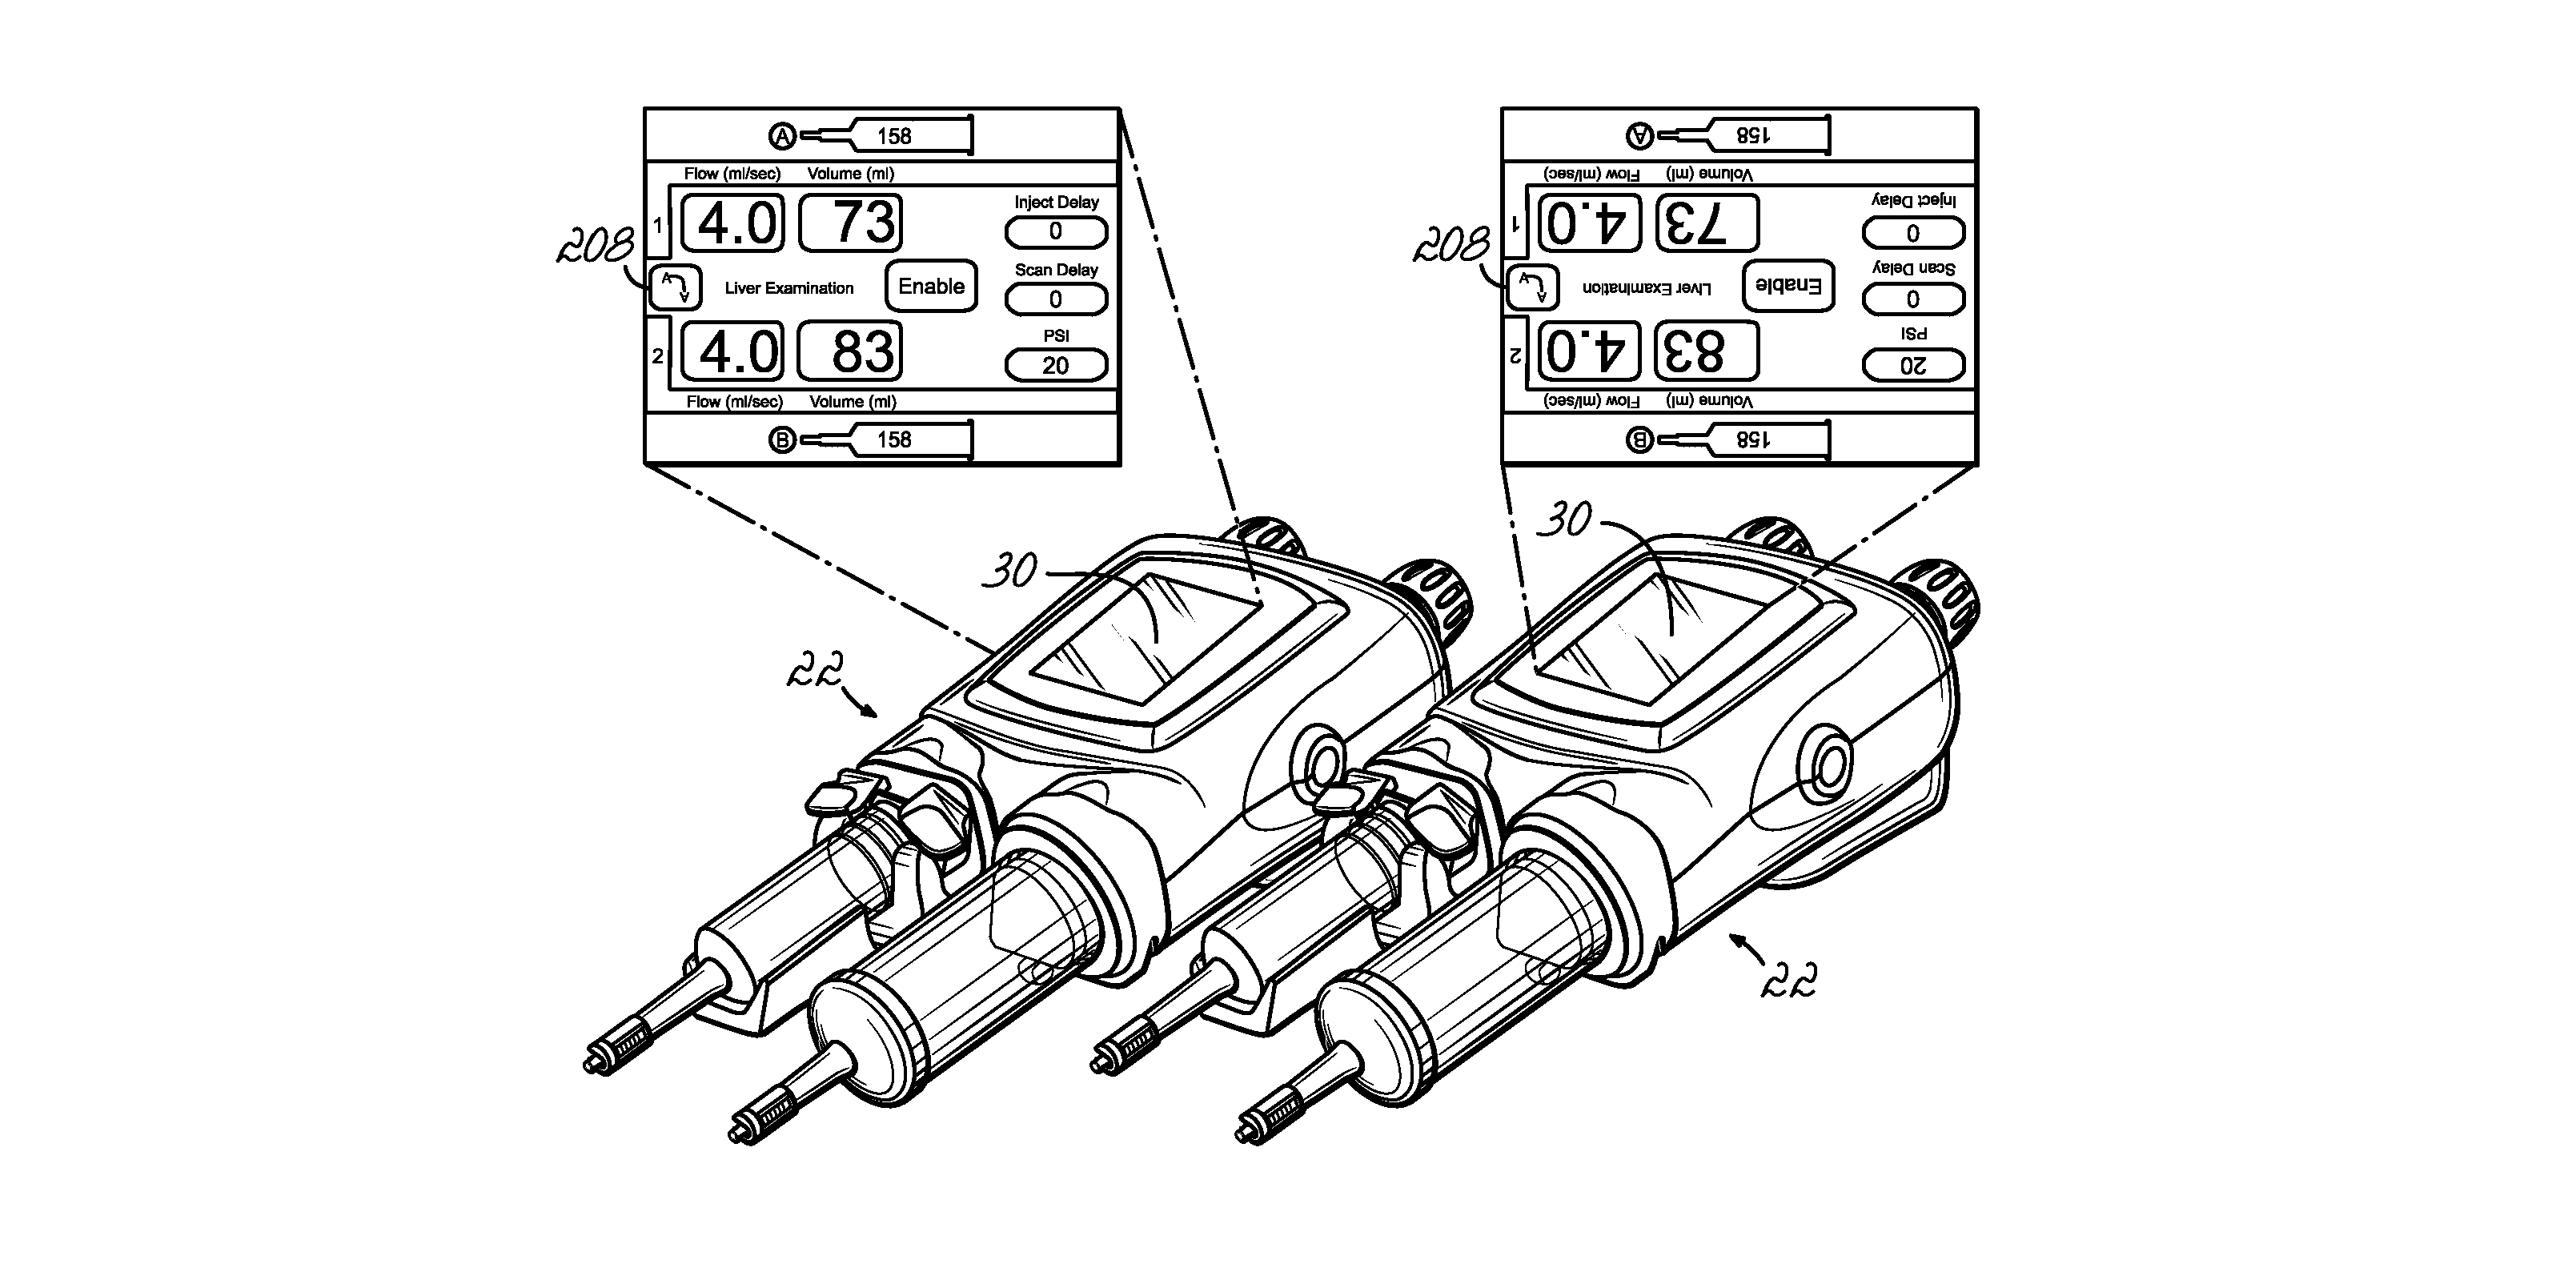 A 158
Flow (ml/sec) Volume (ml)
1 4.0 73
Inject Delay
0
208
A A
Liver Examination
Enable
Scan Delay
0
2 4.0 83
PSI
20
Flow (ml/sec) Volume (ml)
B 158
A 158
Flow (ml/sec) Volume (ml)
1 4.0 73
Inject Delay
0
208
A A
Liver Examination
Enable
Scan Delay
0
2 4.0 83
PSI
20
Flow (ml/sec) Volume (ml)
B 158
30
30
22
22